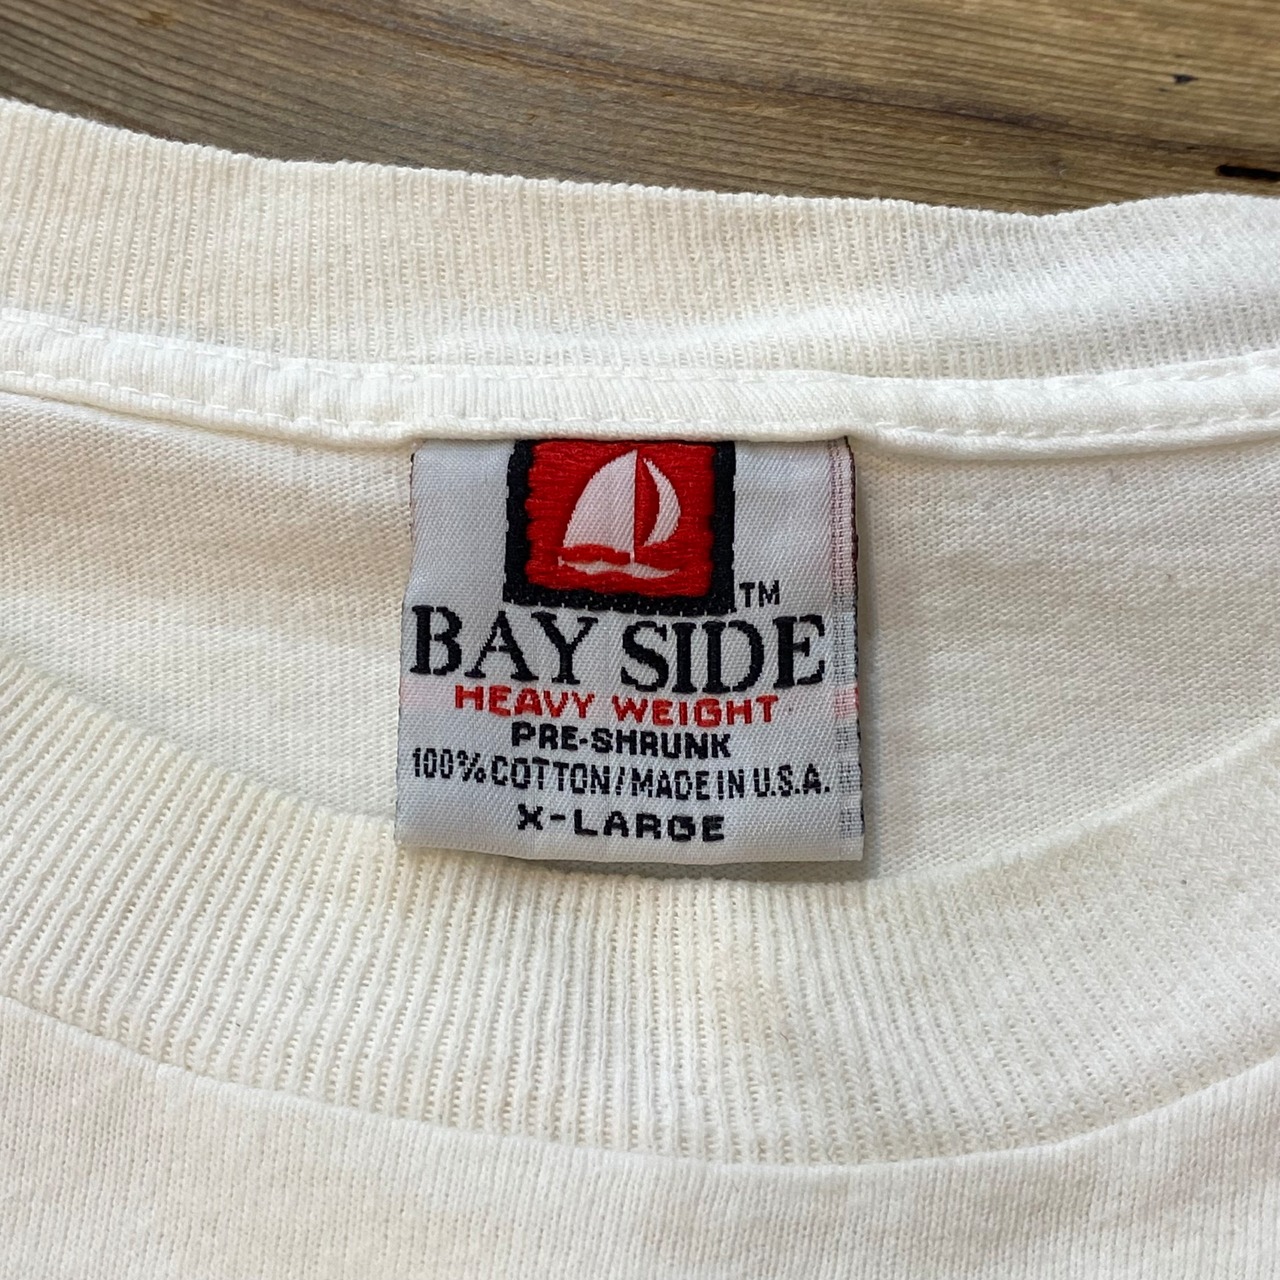 TM
BAY SIDE
HEAVY WEIGHT
PRE-SHRUNK
100% COTTON/MADE IN U.S.A.
X-LARGE